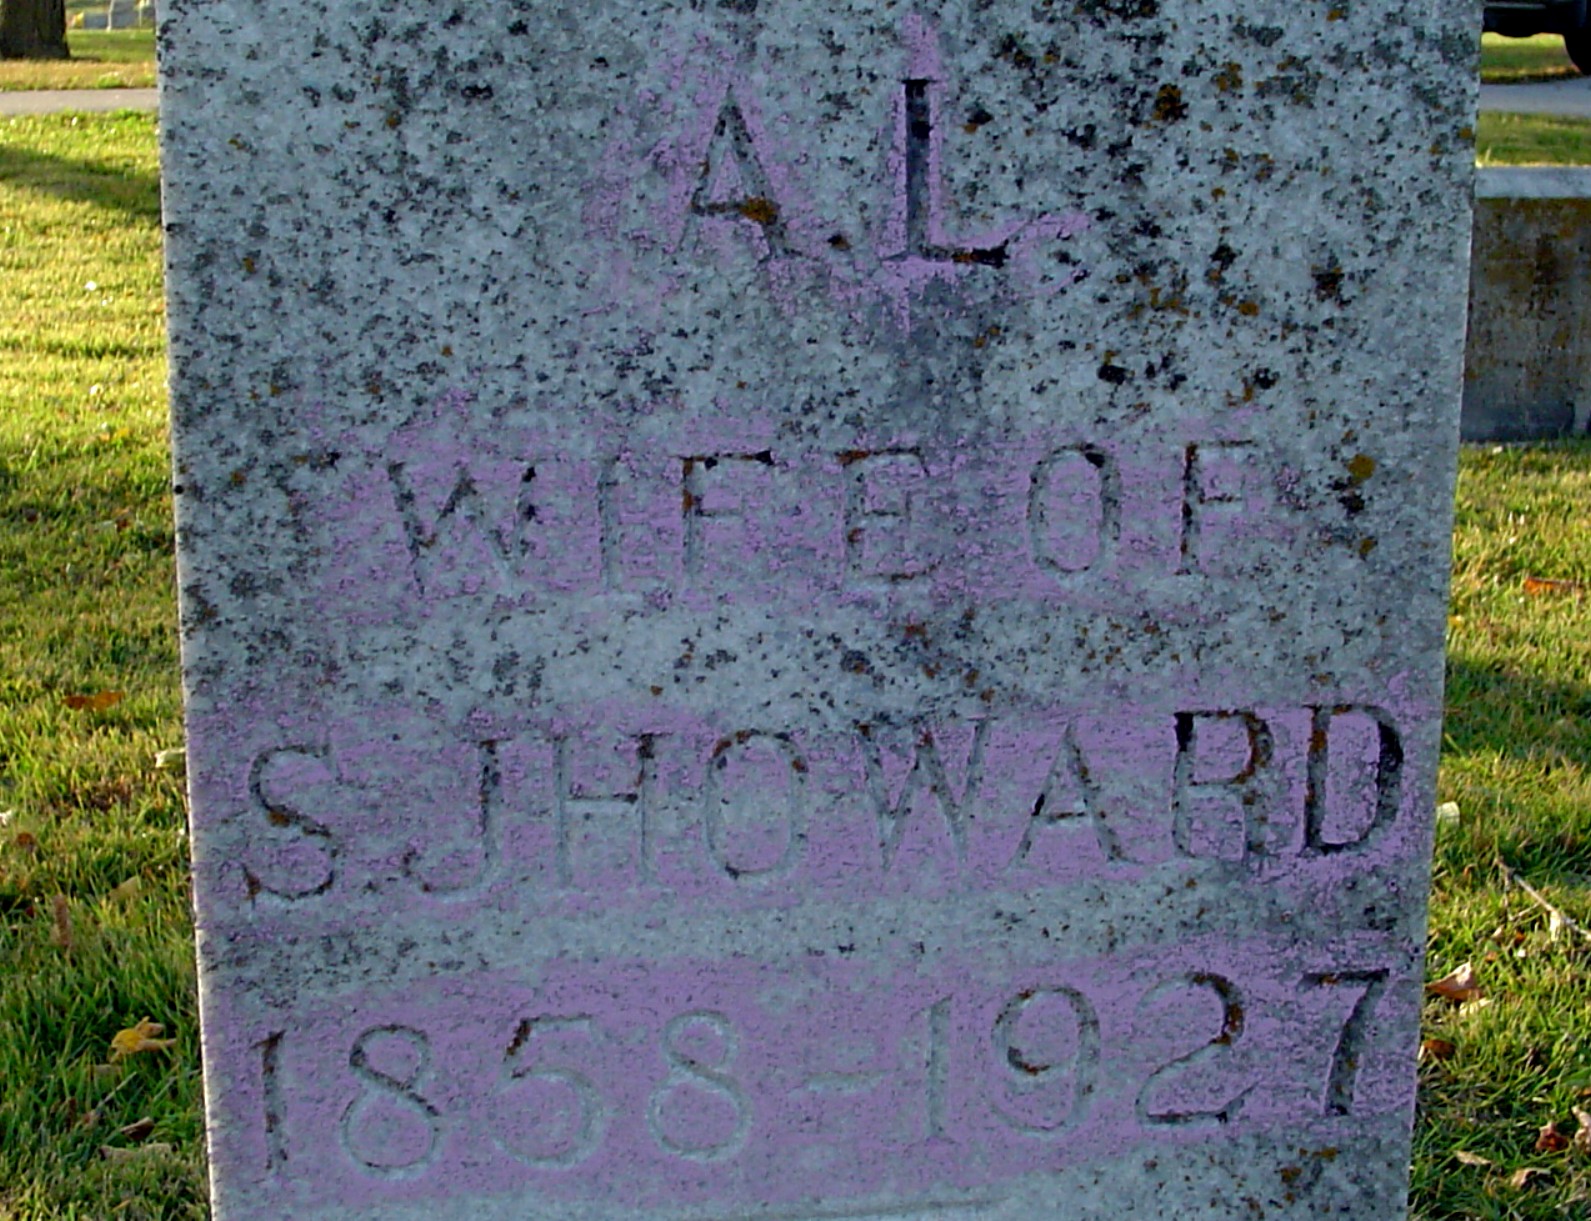 A. L.
WIFE OF
S.J HOWARD
1858-1927